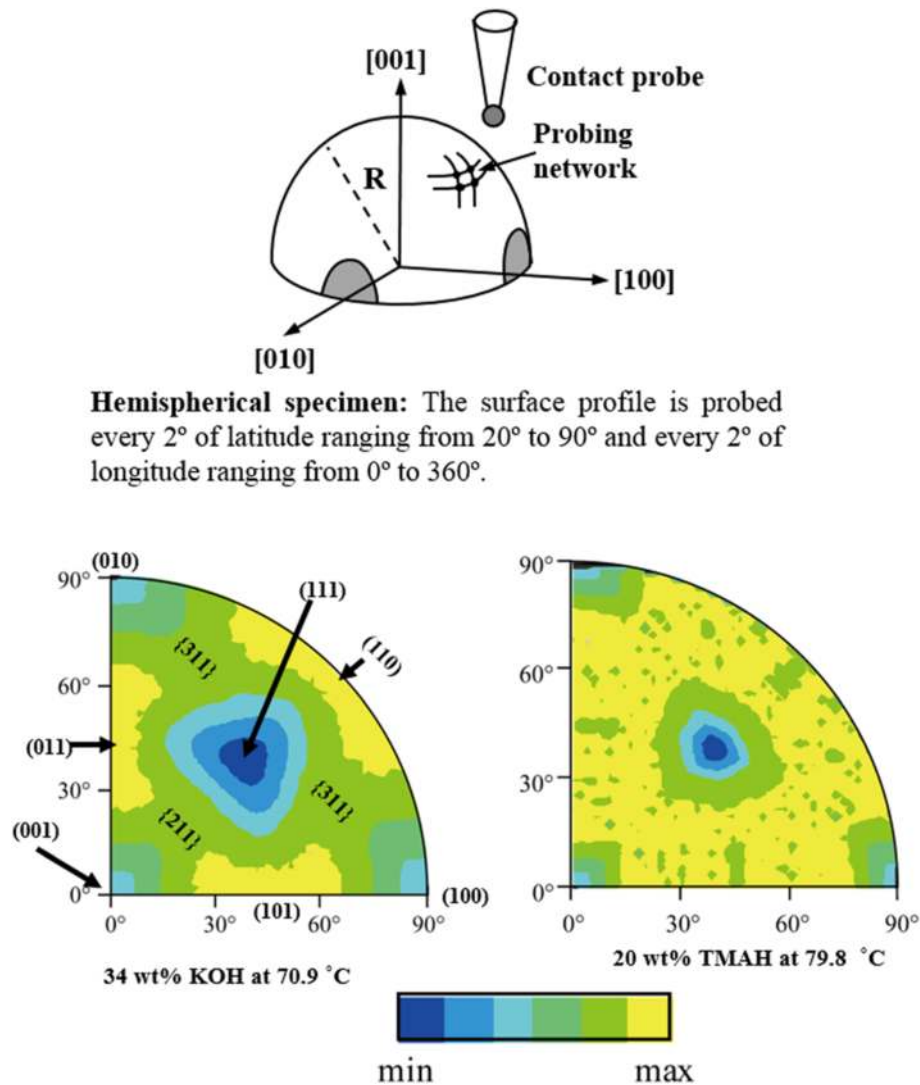 [001]
Contact probe
Probing
network
R
[100]
[010]
Hemispherical specimen: The surface profile is probed
every 2° of latitude ranging from 20° to 90° and every 2° of
longitude ranging from 0° to 360°.
(010)
90°
(111)
{311}
(110)
60°
(011)
30°
{311}
{211}
(001)
0°
(101)
(100)
0°
30°
60°
90°
34 wt% KOH at 70.9 °C
90°
60°
30°
0°
0°
30°
60°
90°
20 wt% TMAH at 79.8 °C
min
max